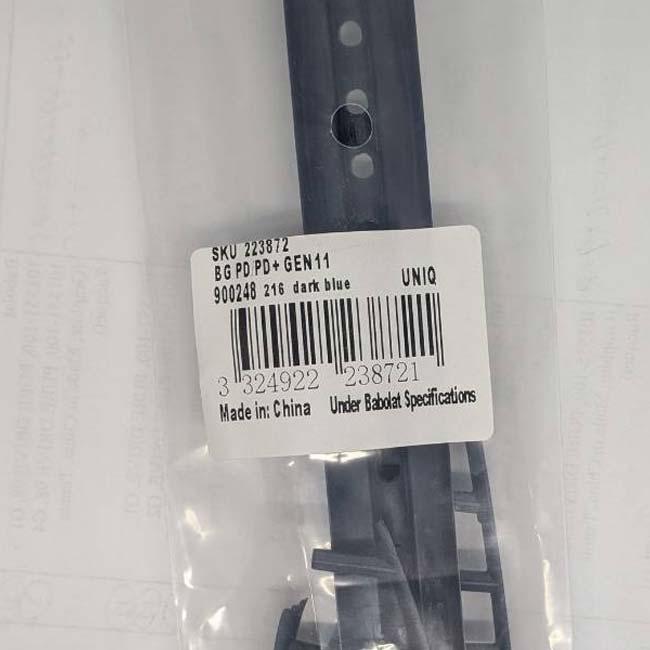 SKU 223872
BG PD/PD+ GEN11
900248 216 dark blue UNIQ
3 324922 238721
Made in: China Under Babolat Specifications